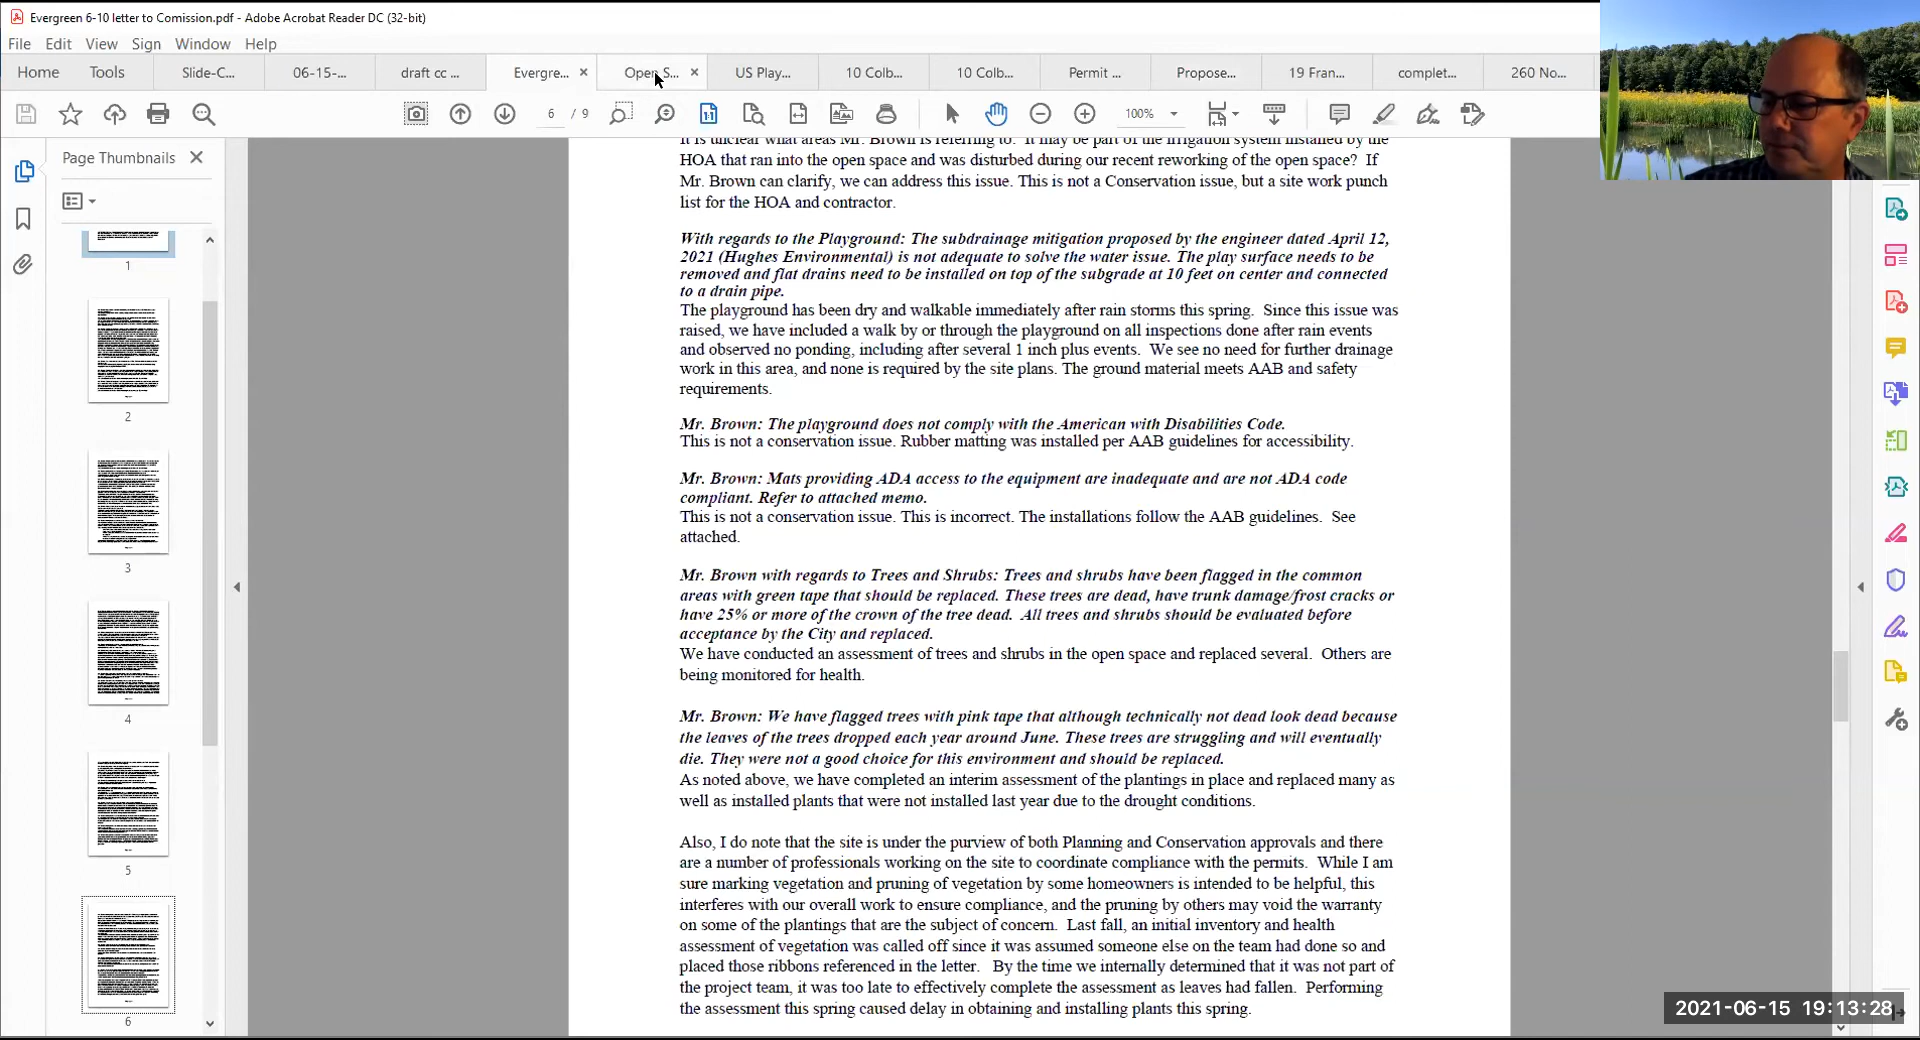 Evergreen 6-10 letter to Comission.pdf - Adobe Acrobat Reader DC (32-bit)
File Edit View Sign Window Help
Home Tools Slide-C... 06-15-... draft cc ... Evergre... Open S... US Play... 10 Colb... 10 Colb... Permit ... Propose... 19 Fran... complet... 260 No...
6 / 9 100%
Page Thumbnails
1
2
3
4
5
6
It is unclear what areas Mr. Brown is referring to. It may be part of the irrigation system installed by the
HOA that ran into the open space and was disturbed during our recent reworking of the open space? If
Mr. Brown can clarify, we can address this issue. This is not a Conservation issue, but a site work punch
list for the HOA and contractor.
With regards to the Playground: The subdrainage mitigation proposed by the engineer dated April 12,
2021 (Hughes Environmental) is not adequate to solve the water issue. The play surface needs to be
removed and flat drains need to be installed on top of the subgrade at 10 feet on center and connected
to a drain pipe.
The playground has been dry and walkable immediately after rain storms this spring. Since this issue was
raised, we have included a walk by or through the playground on all inspections done after rain events
and observed no ponding, including after several 1 inch plus events. We see no need for further drainage
work in this area, and none is required by the site plans. The ground material meets AAB and safety
requirements.
Mr. Brown: The playground does not comply with the American with Disabilities Code.
This is not a conservation issue. Rubber matting was installed per AAB guidelines for accessibility.
Mr. Brown: Mats providing ADA access to the equipment are inadequate and are not ADA code
compliant. Refer to attached memo.
This is not a conservation issue. This is incorrect. The installations follow the AAB guidelines. See
attached.
Mr. Brown with regards to Trees and Shrubs: Trees and shrubs have been flagged in the common
areas with green tape that should be replaced. These trees are dead, have trunk damage/frost cracks or
have 25% or more of the crown of the tree dead. All trees and shrubs should be evaluated before
acceptance by the City and replaced.
We have conducted an assessment of trees and shrubs in the open space and replaced several. Others are
being monitored for health.
Mr. Brown: We have flagged trees with pink tape that although technically not dead look dead because
the leaves of the trees dropped each year around June. These trees are struggling and will eventually
die. They were not a good choice for this environment and should be replaced.
As noted above, we have completed an interim assessment of the plantings in place and replaced many as
well as installed plants that were not installed last year due to the drought conditions.
Also, I do note that the site is under the purview of both Planning and Conservation approvals and there
are a number of professionals working on the site to coordinate compliance with the permits. While I am
sure marking vegetation and pruning of vegetation by some homeowners is intended to be helpful, this
interferes with our overall work to ensure compliance, and the pruning by others may void the warranty
on some of the plantings that are the subject of concern. Last fall, an initial inventory and health
assessment of vegetation was called off since it was assumed someone else on the team had done so and
placed those ribbons referenced in the letter. By the time we internally determined that it was not part of
the project team, it was too late to effectively complete the assessment as leaves had fallen. Performing
the assessment this spring caused delay in obtaining and installing plants this spring.
2021-06-15 19:13:28